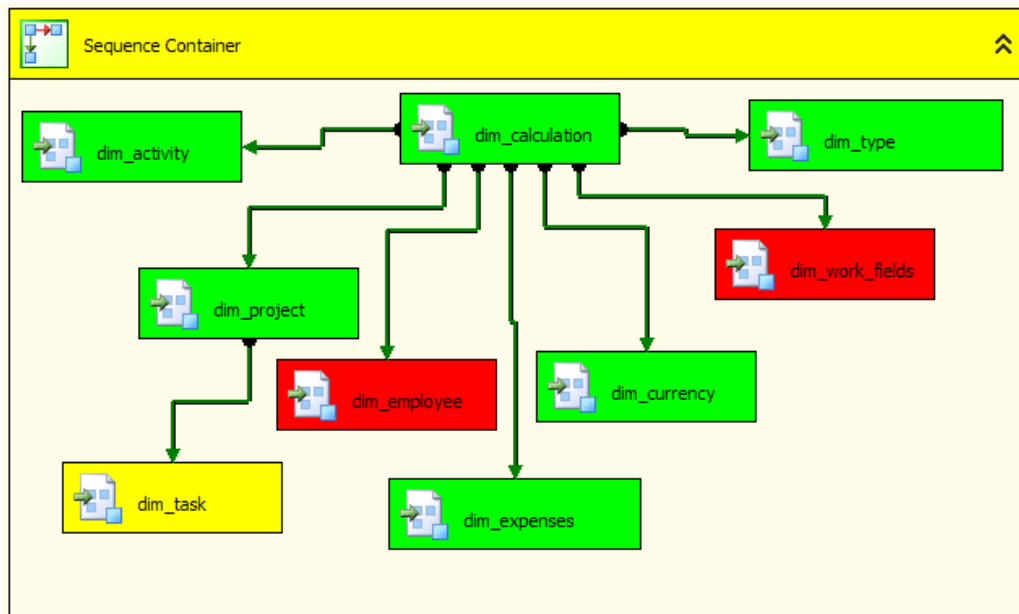 Sequence Container
dim_activity
dim_calculation
dim_type
dim_work_fields
dim_project
dim_employee
dim_currency
dim_task
dim_expenses